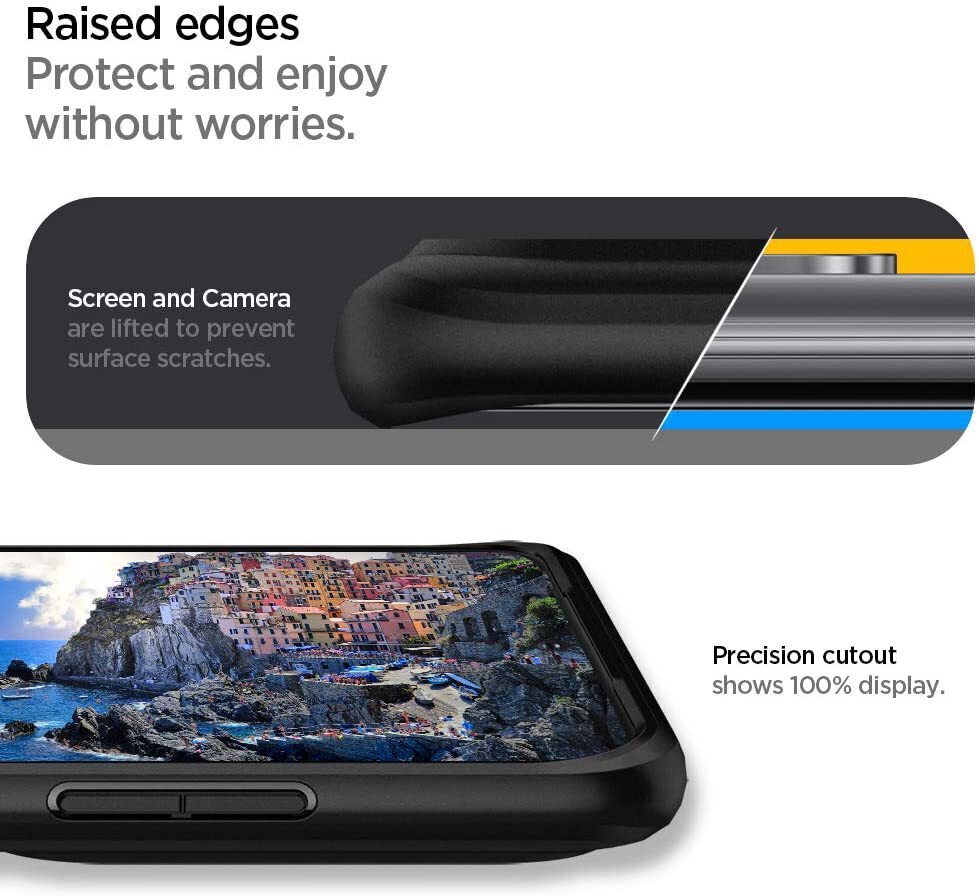 Raised edges
Protect and enjoy
without worries.
Screen and Camera
are lifted to prevent
surface scratches.
Precision cutout
shows 100% display.